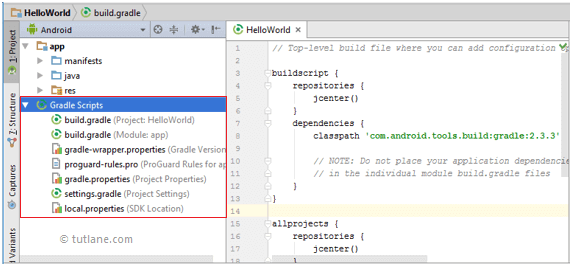 HelloWorld build.gradle
Android
HelloWorld
1: Project
Z: Structure
Captures
d Variants
app
manifests
java
res
Gradle Scripts
build.gradle (Project: HelloWorld)
build.gradle (Module: app)
gradle-wrapper.properties (Gradle Version
proguard-rules.pro (ProGuard Rules for a
gradle.properties (Project Properties)
settings.gradle (Project Settings)
local.properties (SDK Location)
© tutlane.com
1 // Top-level build file where you can add configuration
2
3 buildscript {
4 repositories {
5 jcenter()
6 }
7 dependencies {
8 classpath 'com.android.tools.build:gradle:2.3.3'
9
10 // NOTE: Do not place your application dependencie
11 // in the individual module build.gradle files
12 }
13 }
14
15 allprojects {
16 repositories {
17 jcenter()
18 }